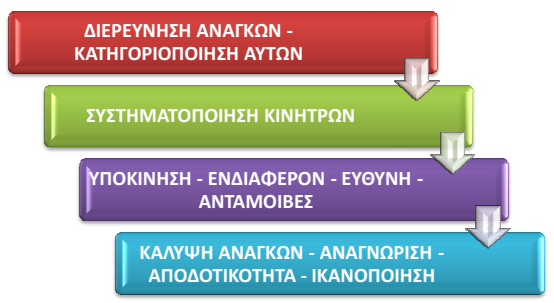 ΔΙΕΡΕΥΝΗΣΗ ΑΝΑΓΚΩΝ -
ΚΑΤΗΓΟΡΙΟΠΟΙΗΣΗ ΑΥΤΩΝ
ΣΥΣΤΗΜΑΤΟΠΟΙΗΣΗ ΚΙΝΗΤΡΩΝ
ΥΠΟΚΙΝΗΣΗ - ΕΝΔΙΑΦΕΡΟΝ - ΕΥΘΥΝΗ -
ΑΝΤΑΜΟΙΒΕΣ
ΚΑΛΥΨΗ ΑΝΑΓΚΩΝ - ΑΝΑΓΝΩΡΙΣΗ -
ΑΠΟΔΟΤΙΚΟΤΗΤΑ - ΙΚΑΝΟΠΟΙΗΣΗ